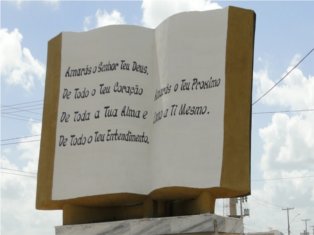 Amarás o Senhor Teu Deus,
De Todo o Teu Coração
De Toda a Tua Alma e
De Todo o Teu Entendimento.
Amarás o Teu Proximo
como a Ti Mesmo.